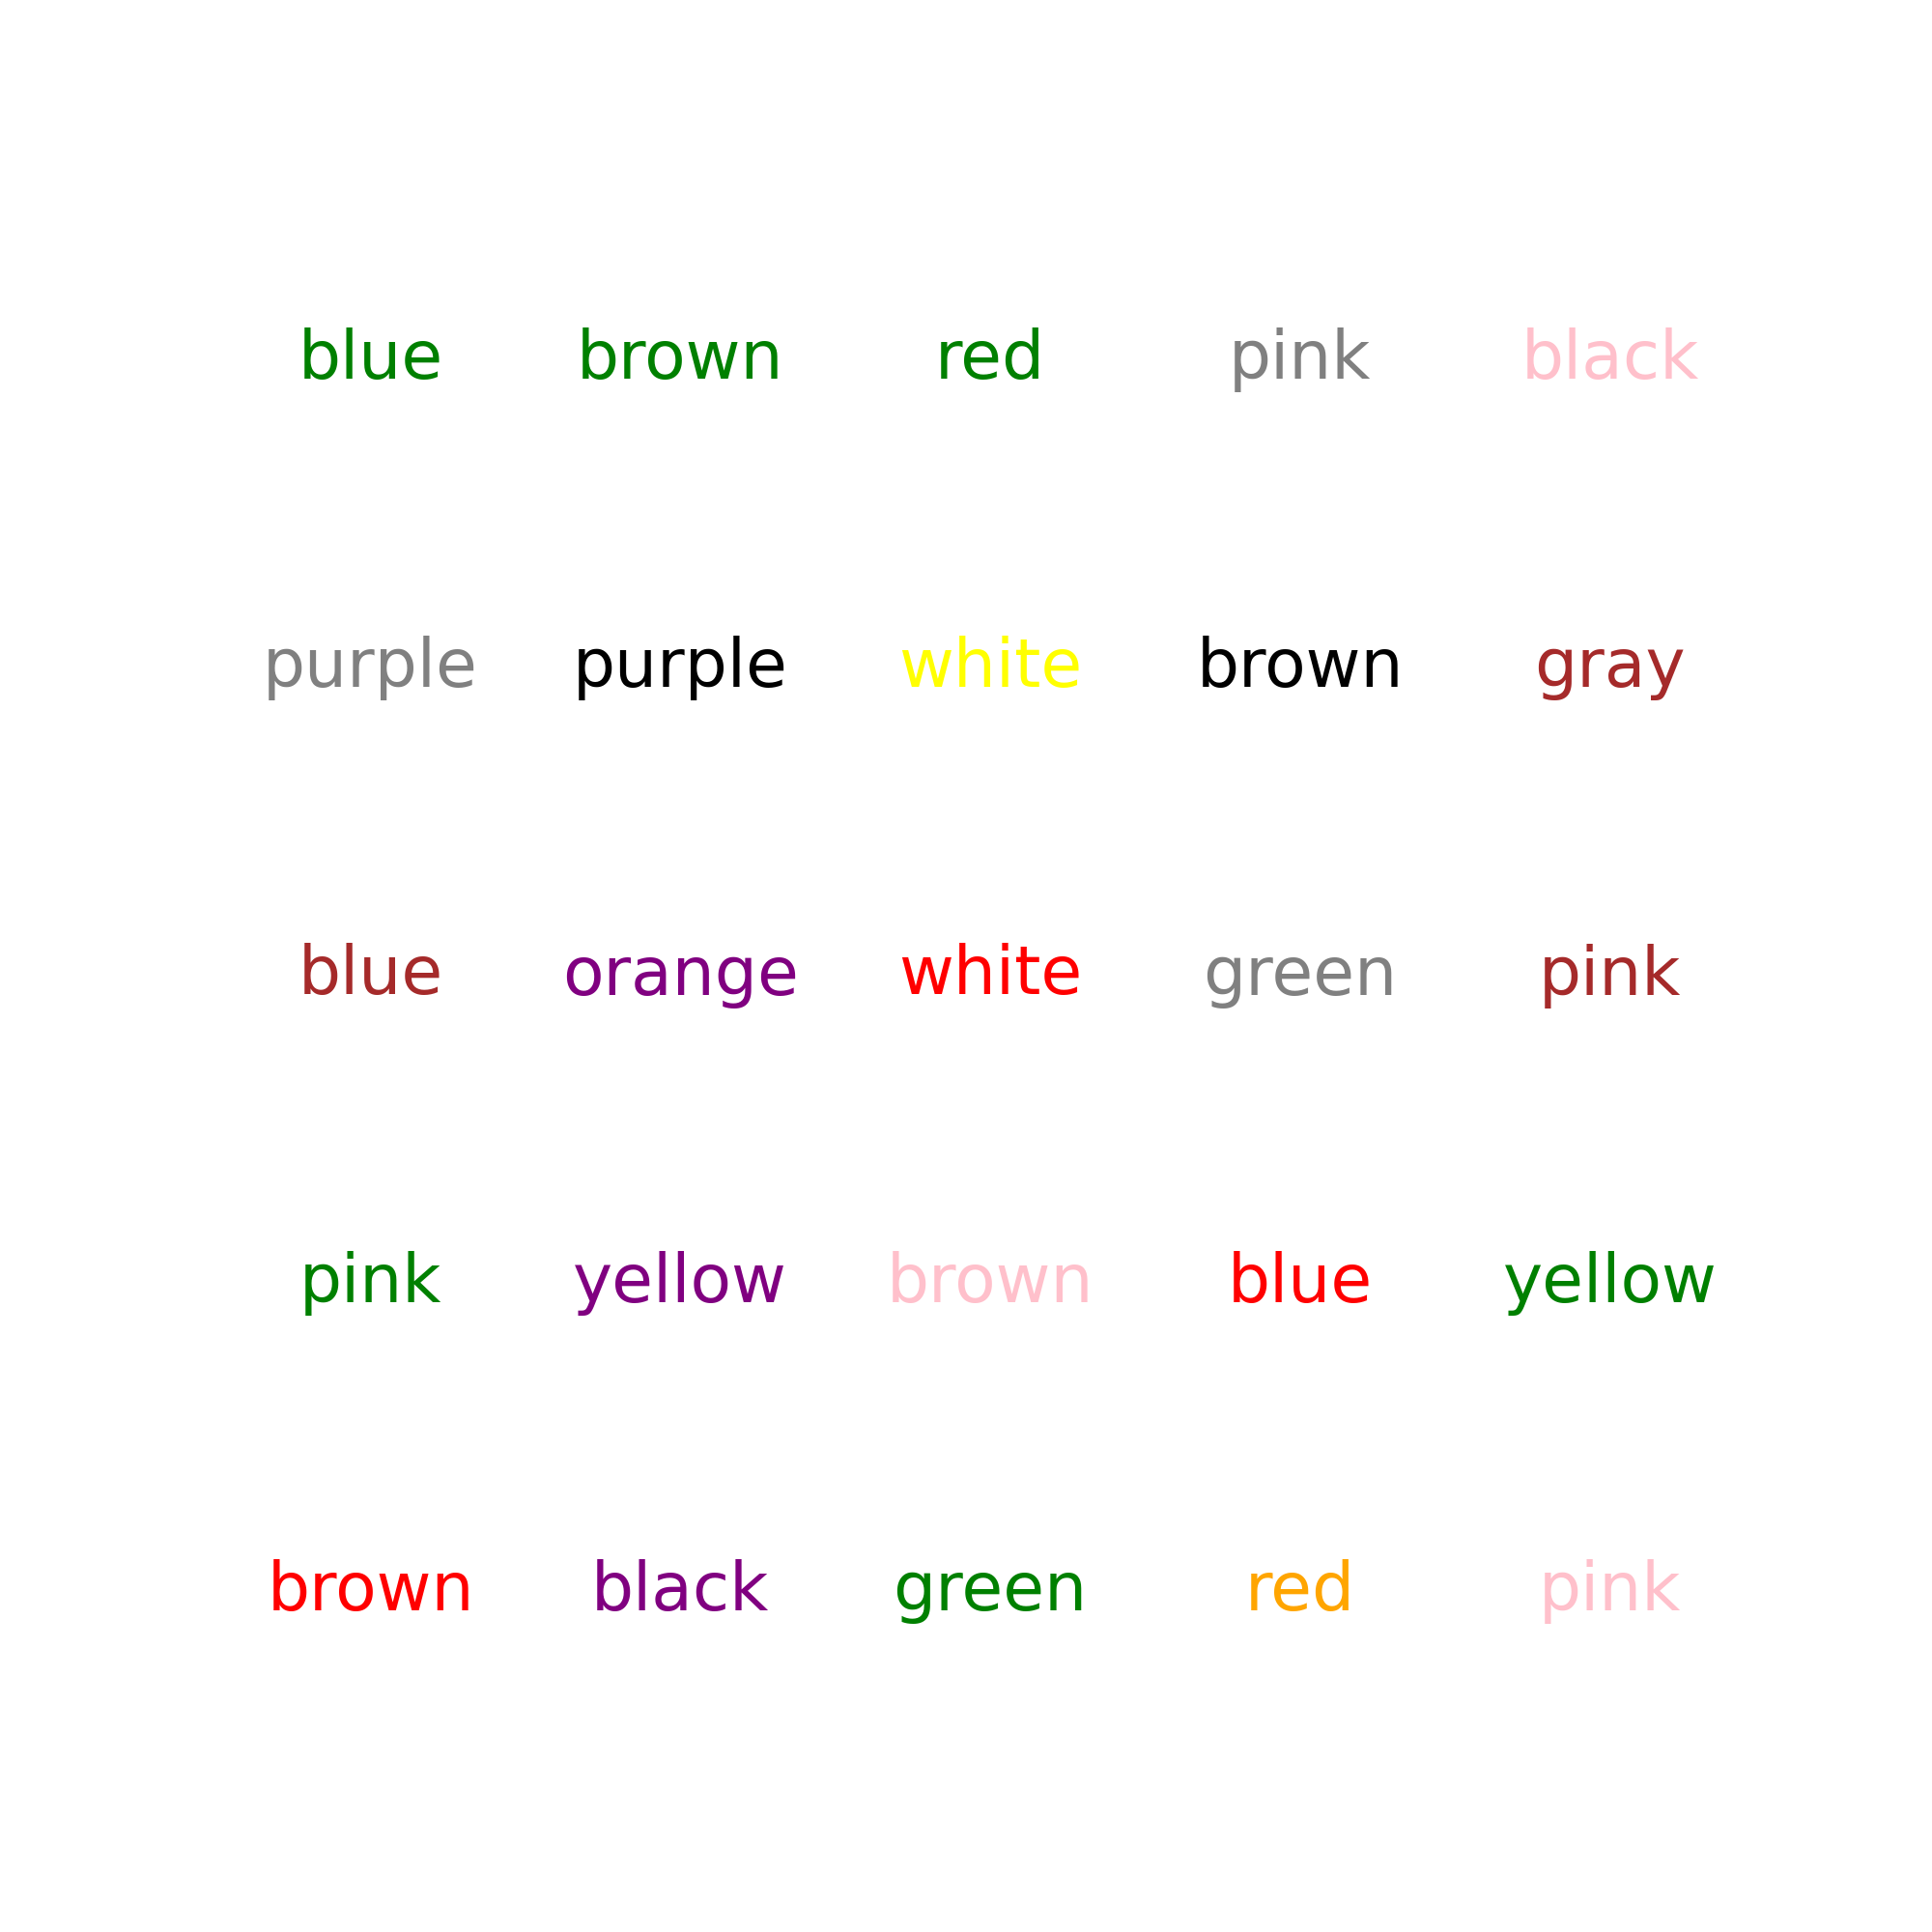 blue brown red pink black
purple purple white brown gray
blue orange white green pink
pink yellow brown blue yellow
brown black green red pink